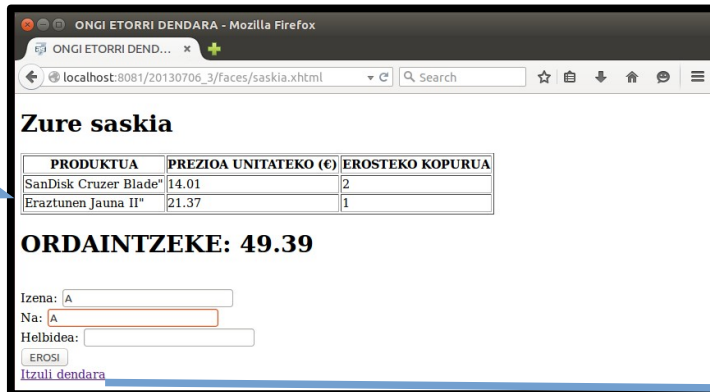 ONGI ETORRI DENDARA - Mozilla Firefox
ONGI ETORRI DEND...
localhost:8081/20130706_3/faces/saskia.xhtml
Search
Zure saskia
PRODUKTUA PREZIOA UNITATEKO (€) EROSTEKO KOPURUA
SanDisk Cruzer Blade" 14.01 2
Eraztunen Jauna II" 21.37 1
ORDAINTZEKE: 49.39
Izena: A
Na: A
Helbidea:
EROSI
Itzuli dendara